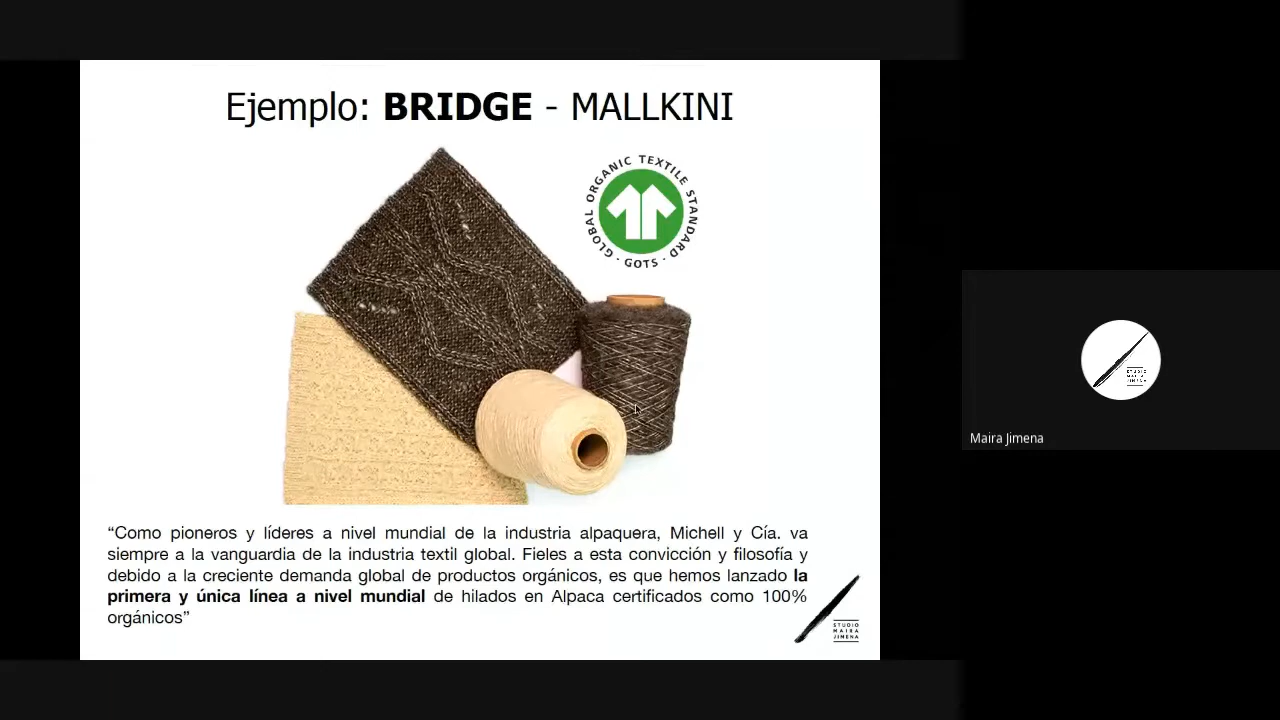 Ejemplo: BRIDGE - MALLKINI
GLOBAL ORGANIC TEXTILE STANDARD · GOTS ·
“Como pioneros y líderes a nivel mundial de la industria alpaquera, Michell y Cía. va
siempre a la vanguardia de la industria textil global. Fieles a esta convicción y filosofía y
debido a la creciente demanda global de productos orgánicos, es que hemos lanzado la
primera y única línea a nivel mundial de hilados en Alpaca certificados como 100%
orgánicos”
STUDIO
MAIRA
JIMENA
STUDIO
MAIRA
JIMENA
Maira Jimena